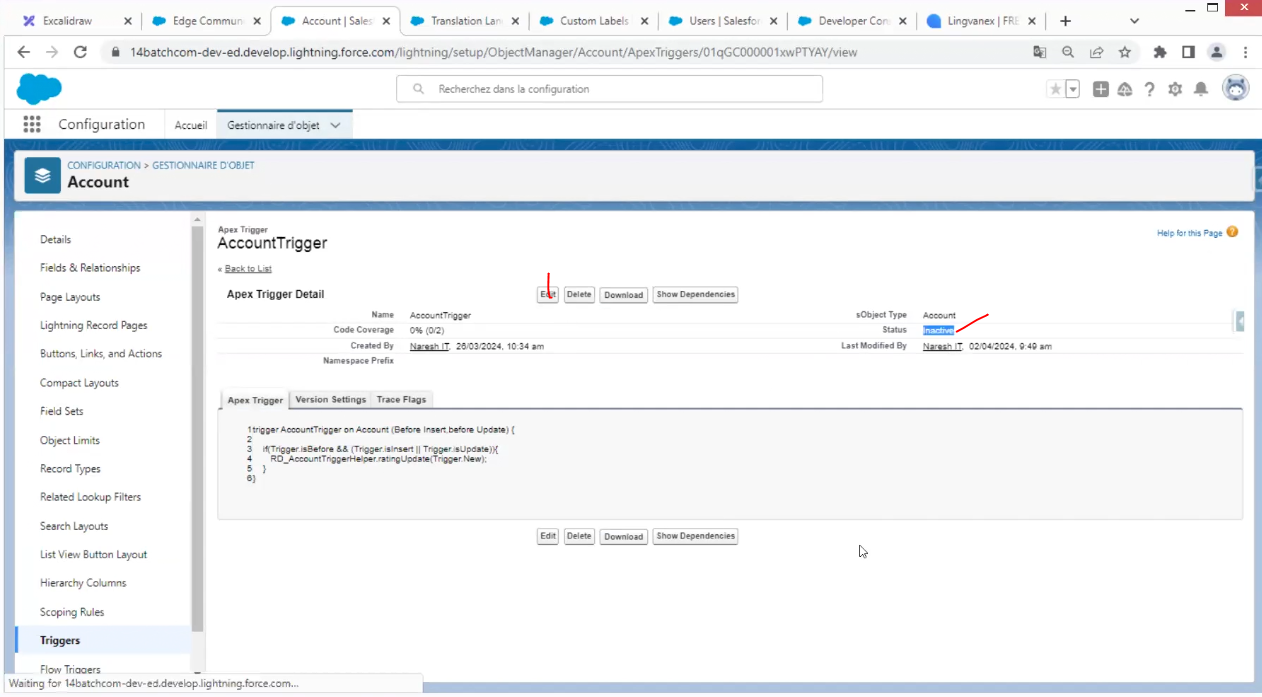 Excalidraw
Edge Commun
Account | Sales
Translation Lan
Custom Labels
Users | Salesfor
Developer Con
Lingvanex | FRE
14batchcom-dev-ed.develop.lightning.force.com/lightning/setup/ObjectManager/Account/ApexTriggers/01qGC000001xwPTYAY/view
Recherchez dans la configuration
Configuration
Accueil
Gestionnaire d'objet
CONFIGURATION > GESTIONNAIRE D'OBJET
Account
Details
Fields & Relationships
Page Layouts
Lightning Record Pages
Buttons, Links, and Actions
Compact Layouts
Field Sets
Object Limits
Record Types
Related Lookup Filters
Search Layouts
List View Button Layout
Hierarchy Columns
Scoping Rules
Triggers
Flow Triggers
Apex Trigger
AccountTrigger
Help for this Page
« Back to List
Apex Trigger Detail
Edit Delete Download Show Dependencies
Name AccountTrigger sObject Type Account
Code Coverage 0% (0/2) Status Inactive
Created By Naresh IT, 26/03/2024, 10:34 am Last Modified By Naresh IT, 02/04/2024, 9:49 am
Namespace Prefix
Apex Trigger Version Settings Trace Flags
1trigger AccountTrigger on Account (Before Insert,before Update) {
2
3 if(Trigger.isBefore && (Trigger.isInsert || Trigger.isUpdate)){
4 RD_AccountTriggerHelper.ratingUpdate(Trigger.New);
5 }
6}
Edit Delete Download Show Dependencies
Waiting for 14batchcom-dev-ed.develop.lightning.force.com...